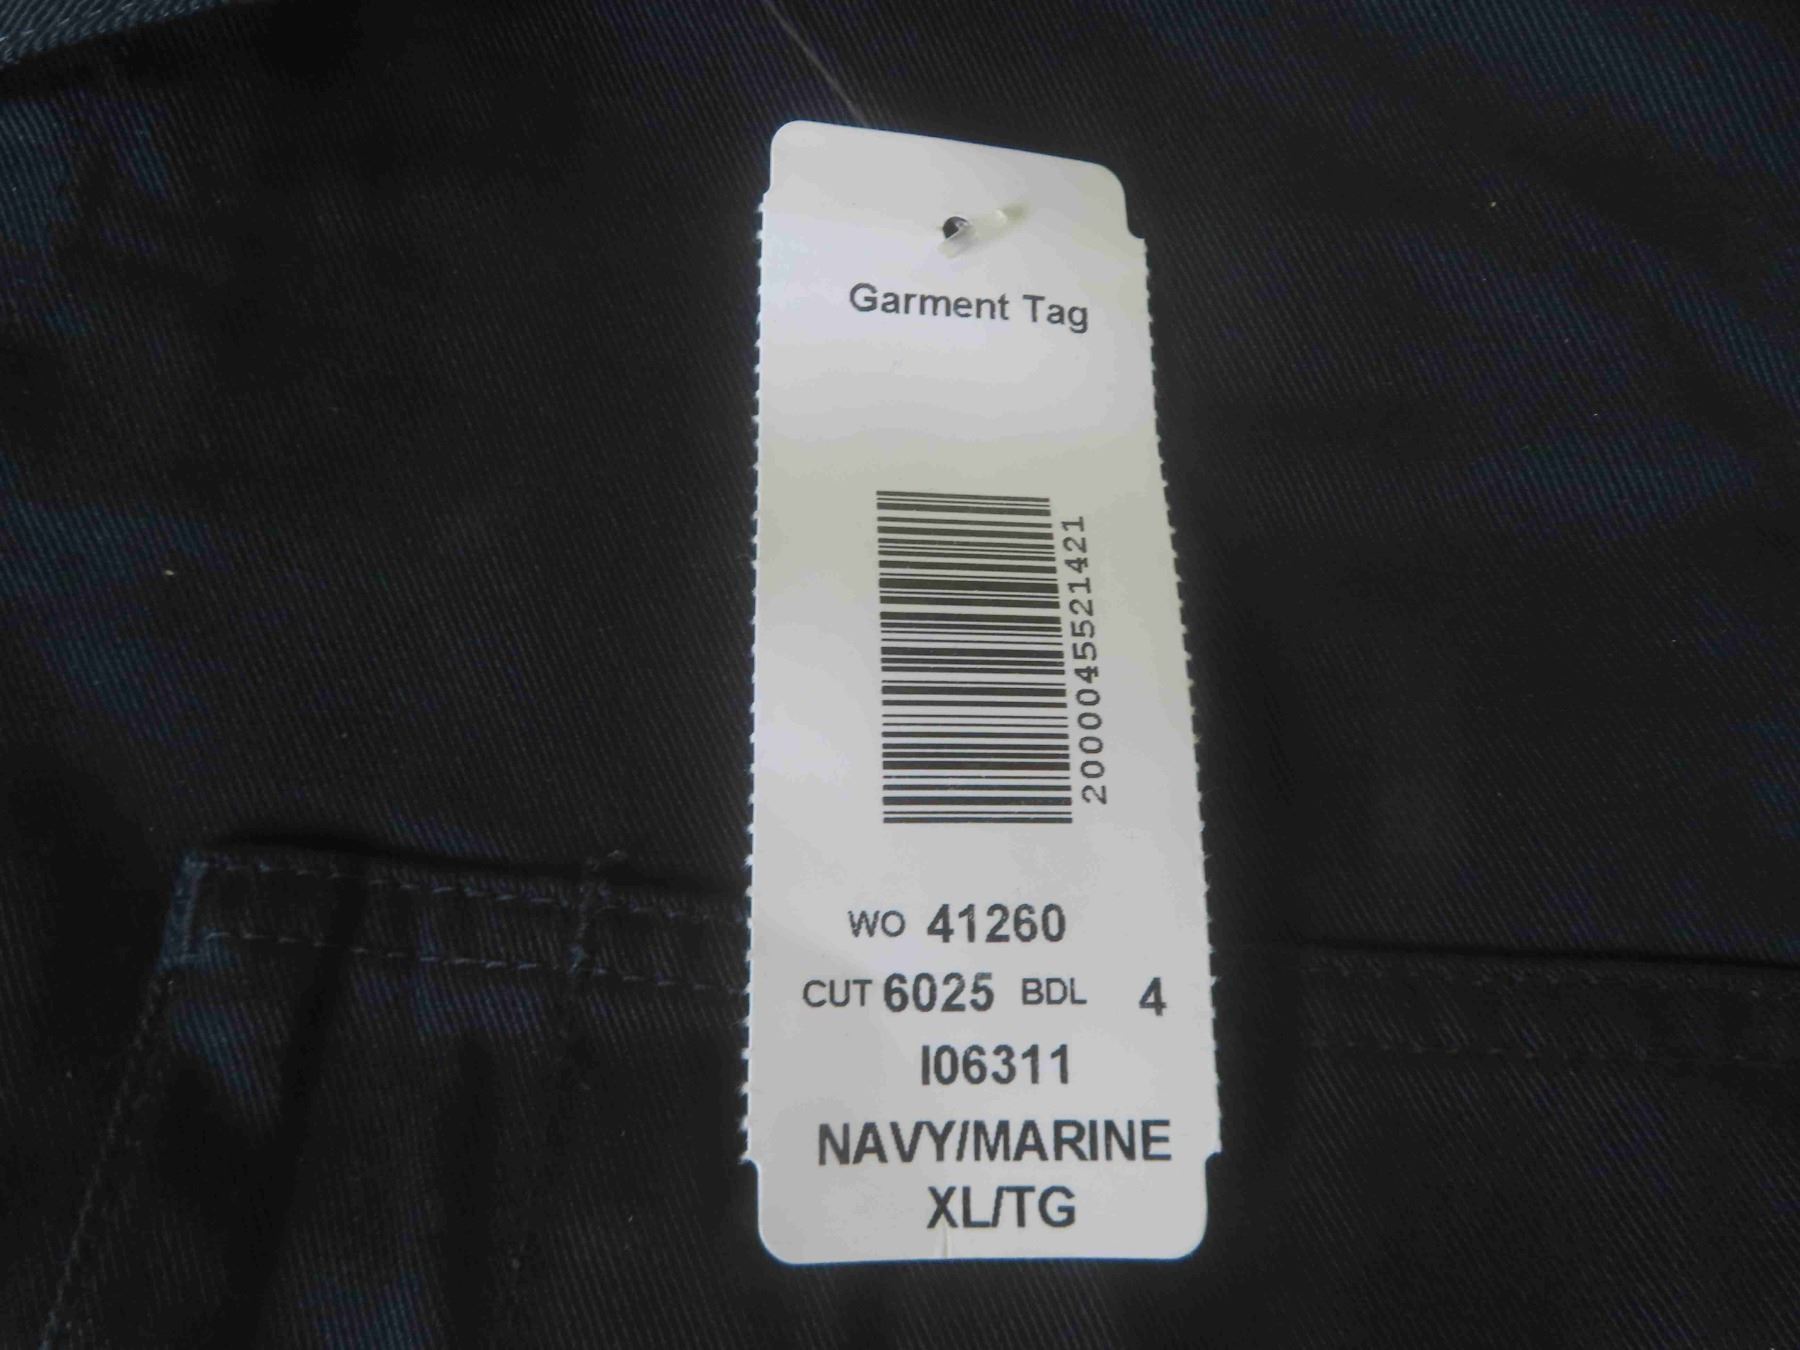 Garment Tag
2000045521421
WO 41260
CUT 6025 BDL 4
I06311
NAVY/MARINE
XL/TG